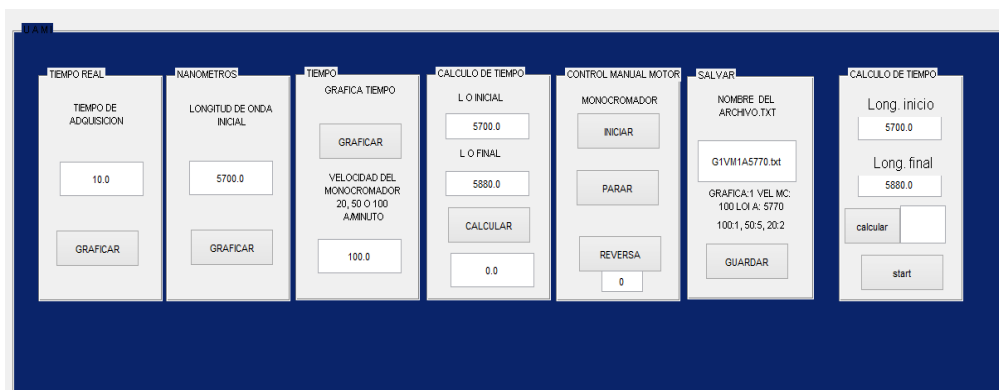 U A M I
TIEMPO REAL
TIEMPO DE
ADQUISICION
10.0
GRAFICAR
NANOMETROS
LONGITUD DE ONDA
INICIAL
5700.0
GRAFICAR
TIEMPO
GRAFICA TIEMPO
GRAFICAR
VELOCIDAD DEL
MONOCROMADOR
20, 50 O 100
A/MINUTO
100.0
CALCULO DE TIEMPO
L O INICIAL
5700.0
L O FINAL
5880.0
CALCULAR
0.0
CONTROL MANUAL MOTOR
MONOCROMADOR
INICIAR
PARAR
REVERSA
0
SALVAR
NOMBRE DEL
ARCHIVO.TXT
G1VM1A5770.txt
GRAFICA:1 VEL MC:
100 LOI A: 5770
100:1, 50:5, 20:2
GUARDAR
CALCULO DE TIEMPO
Long. inicio
5700.0
Long. final
5880.0
calcular
start